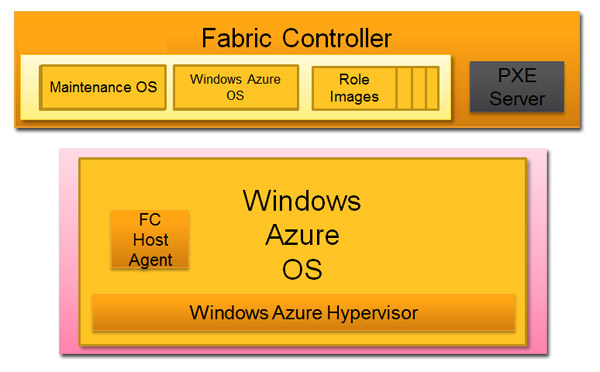 Fabric Controller
Maintenance OS
Windows Azure
OS
Role
Images
PXE
Server
Windows
Azure
OS
FC
Host
Agent
Windows Azure Hypervisor